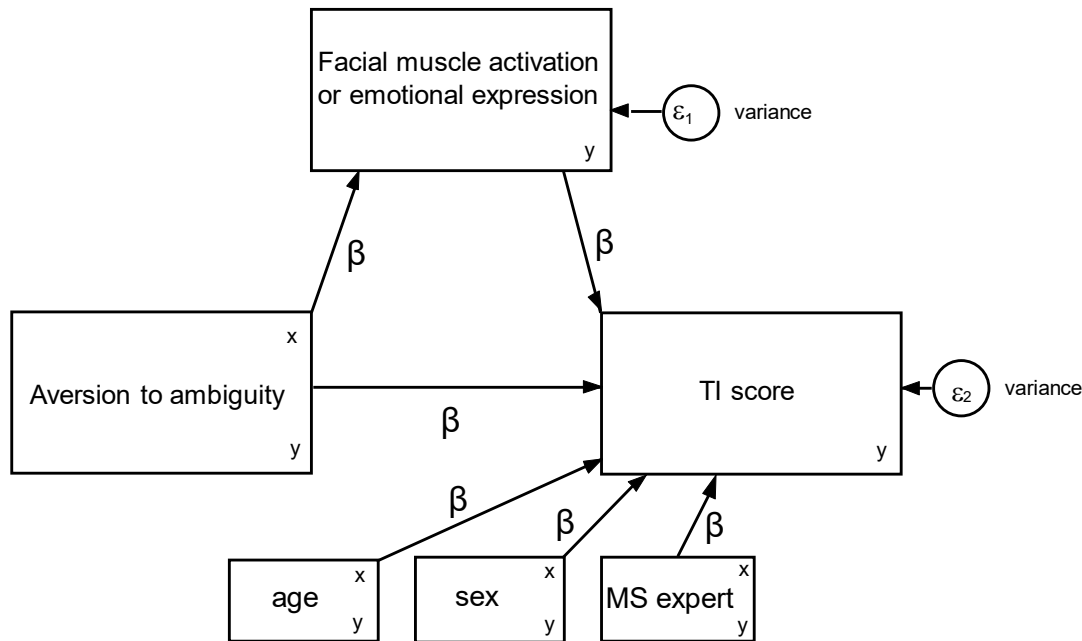 Facial muscle activation
or emotional expression
y
ε1
variance
β
β
x
Aversion to ambiguity
y
β
TI score
y
ε2
variance
β
β
β
x
age
y
x
sex
y
x
MS expert
y